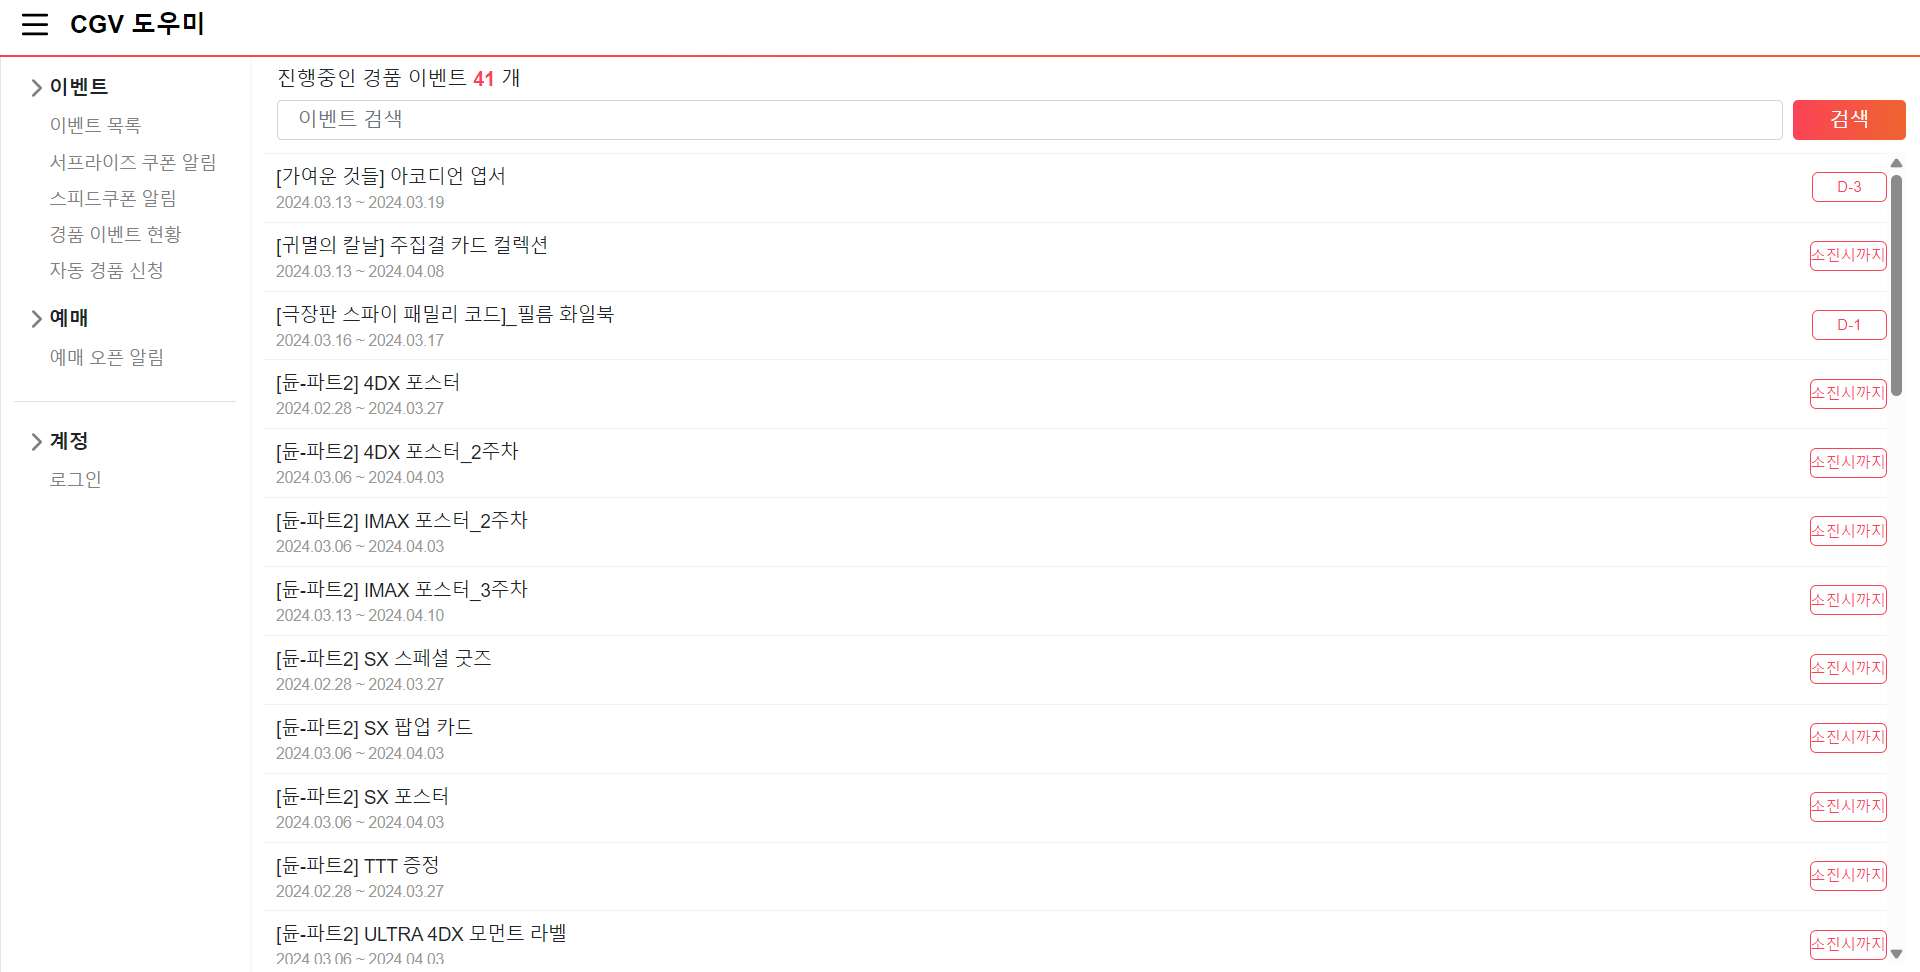 CGV 도우미
이벤트
이벤트 목록
서프라이즈 쿠폰 알림
스피드쿠폰 알림
경품 이벤트 현황
자동 경품 신청
예매
예매 오픈 알림
계정
로그인
진행중인 경품 이벤트 41 개
이벤트 검색
검색
[가여운 것들] 아코디언 엽서
2024.03.13 ~ 2024.03.19
D-3
[귀멸의 칼날] 주집결 카드 컬렉션
2024.03.13 ~ 2024.04.08
소진시까지
[극장판 스파이 패밀리 코드]_필름 화일북
2024.03.16 ~ 2024.03.17
D-1
[듄-파트2] 4DX 포스터
2024.02.28 ~ 2024.03.27
소진시까지
[듄-파트2] 4DX 포스터_2주차
2024.03.06 ~ 2024.04.03
소진시까지
[듄-파트2] IMAX 포스터_2주차
2024.03.06 ~ 2024.04.03
소진시까지
[듄-파트2] IMAX 포스터_3주차
2024.03.13 ~ 2024.04.10
소진시까지
[듄-파트2] SX 스페셜 굿즈
2024.02.28 ~ 2024.03.27
소진시까지
[듄-파트2] SX 팝업 카드
2024.03.06 ~ 2024.04.03
소진시까지
[듄-파트2] SX 포스터
2024.03.06 ~ 2024.04.03
소진시까지
[듄-파트2] TTT 증정
2024.02.28 ~ 2024.03.27
소진시까지
[듄-파트2] ULTRA 4DX 모먼트 라벨
2024.03.06 ~ 2024.04.03
소진시까지